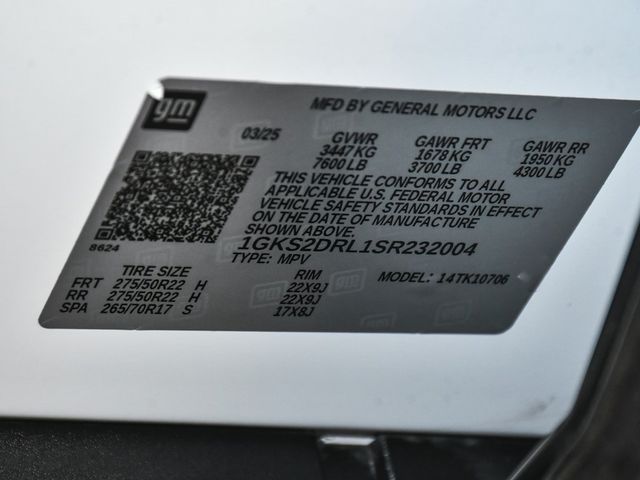 gm
MFD BY GENERAL MOTORS LLC
03/25 GVWR GAWR FRT GAWR RR
3447 KG 1678 KG 1950 KG
7600 LB 3700 LB 4300 LB
THIS VEHICLE CONFORMS TO ALL
APPLICABLE U.S. FEDERAL MOTOR
VEHICLE SAFETY STANDARDS IN EFFECT
ON THE DATE OF MANUFACTURE
SHOWN ABOVE.
8624
1GKS2DRL1SR232004
TYPE: MPV
MODEL: 14TK10706
TIRE SIZE RIM
FRT 275/50R22 H 22X9J
RR 275/50R22 H 22X9J
SPA 265/70R17 S 17X8J